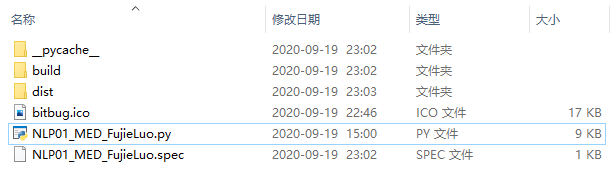 名称 修改日期 类型 大小
__pycache__ 2020-09-19 23:02 文件夹
build 2020-09-19 23:02 文件夹
dist 2020-09-19 23:03 文件夹
bitbug.ico 2020-09-19 22:46 ICO 文件 17 KB
NLP01_MED_FujieLuo.py 2020-09-19 15:00 PY 文件 9 KB
NLP01_MED_FujieLuo.spec 2020-09-19 23:02 SPEC 文件 1 KB